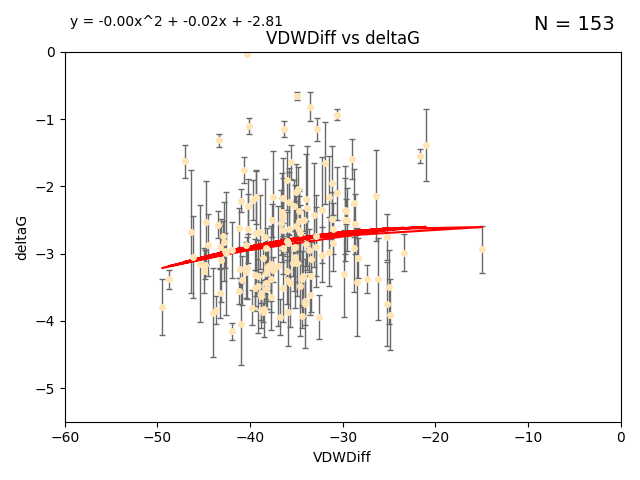 y = -0.00x^2 + -0.02x + -2.81
N = 153
VDWDiff vs deltaG
deltaG
0
−1
−2
−3
−4
−5
−60
−50
−40
−30
−20
−10
0
VDWDiff